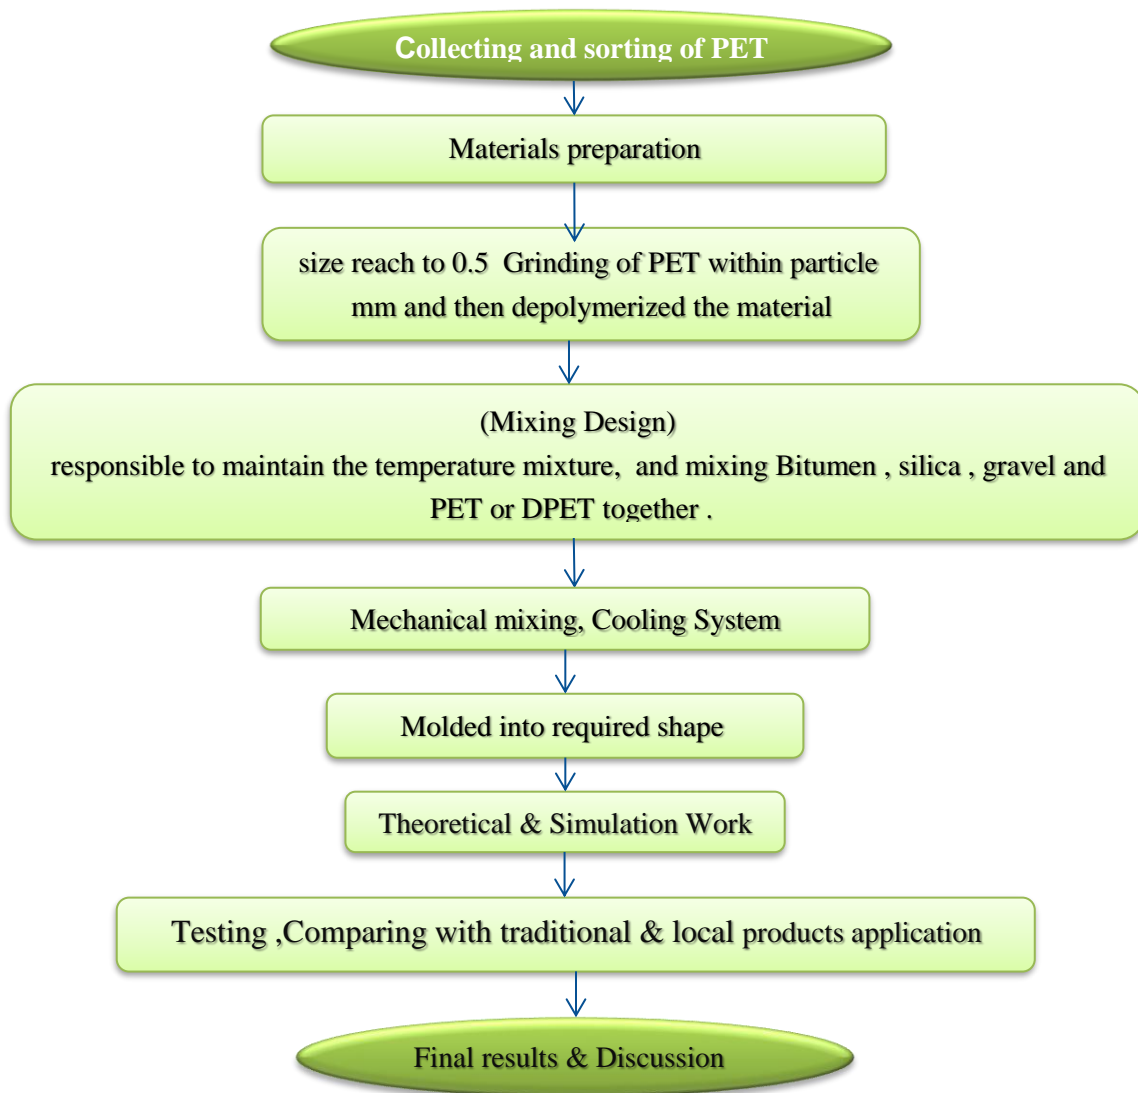 Collecting and sorting of PET
Materials preparation
size reach to 0.5  Grinding of PET within particle
mm and then depolymerized the material
(Mixing Design)
responsible to maintain the temperature mixture,  and mixing Bitumen , silica , gravel and
PET or DPET together .
Mechanical mixing, Cooling System
Molded into required shape
Theoretical & Simulation Work
Testing ,Comparing with traditional & local products application
Final results & Discussion